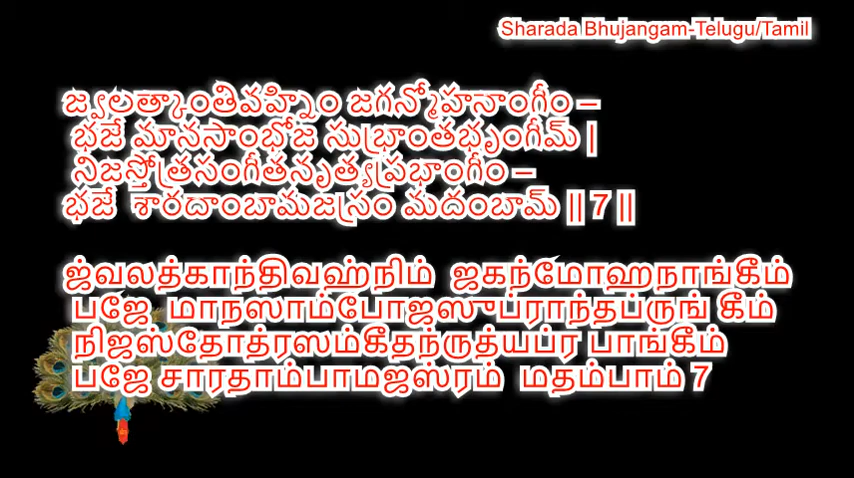 Sharada Bhujangam-Telugu/Tamil
జ్వలత్కాంతివహ్నిం జగన్మోహనాంగీం –
భజే మానసాంభోజ సుభ్రాంతభృంగీమ్ |
నిజస్తోత్రసంగీతనృత్యప్రభాంగీం –
భజే శారదాంబామజస్రం మదంబామ్ || 7 ||
ஜ்வலத்காந்திவஹ்நிம் ஜகந்மோஹநாங்கீம்
பஜே மாநஸாம்போஜஸுப்ராந்தப்ருங் கீம்
நிஜஸ்தோத்ரஸம்கீதந்ருத்யப்ர பாங்கீம்
பஜே சாரதாம்பாமஜஸ்ரம் மதம்பாம் 7